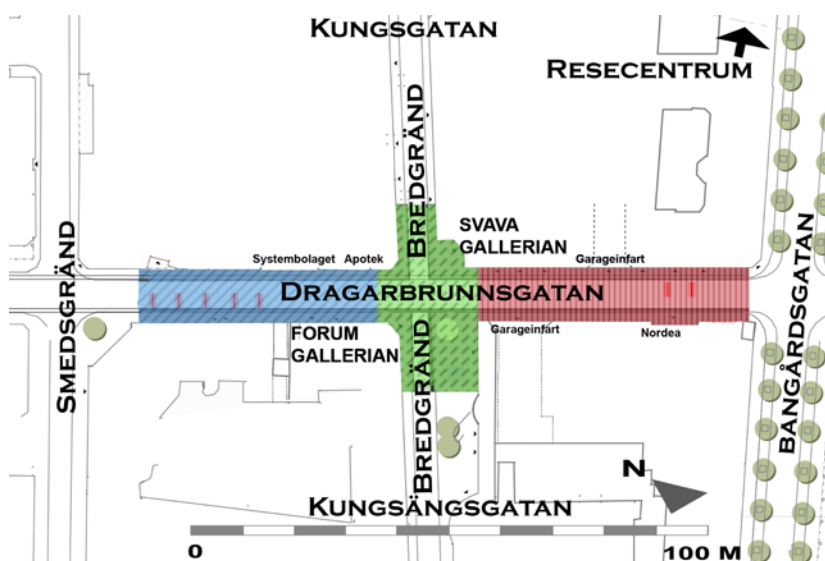 KUNGSGATAN
RESECENTRUM
BREDGRÄND
SVAVA
GALLERIAN
Systembolaget
Apotek
Garageinfart
SMEDSGRÄND
DRAGARBRUNNSGATAN
BANGÅRDSGATAN
FORUM
GALLERIAN
Garageinfart
Nordea
BREDGRÄND
N
KUNGSÄNGSGATAN
0
100 M